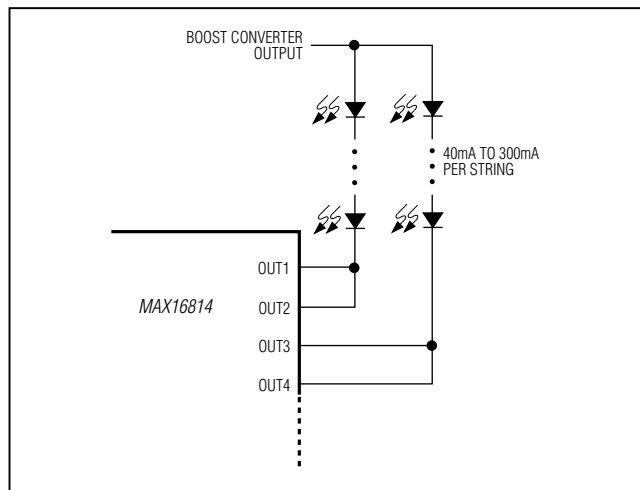 BOOST CONVERTER
OUTPUT
40mA TO 300mA
PER STRING
OUT1
MAX16814
OUT2
OUT3
OUT4